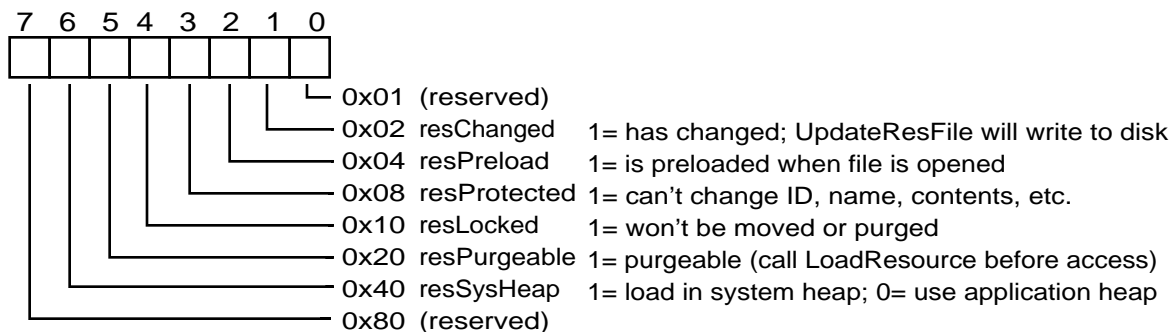 7 6 5 4 3 2 1 0
0x01 (reserved)
0x02 resChanged 1= has changed; UpdateResFile will write to disk
0x04 resPreload 1= is preloaded when file is opened
0x08 resProtected 1= can’t change ID, name, contents, etc.
0x10 resLocked 1= won’t be moved or purged
0x20 resPurgeable 1= purgeable (call LoadResource before access)
0x40 resSysHeap 1= load in system heap; 0= use application heap
0x80 (reserved)